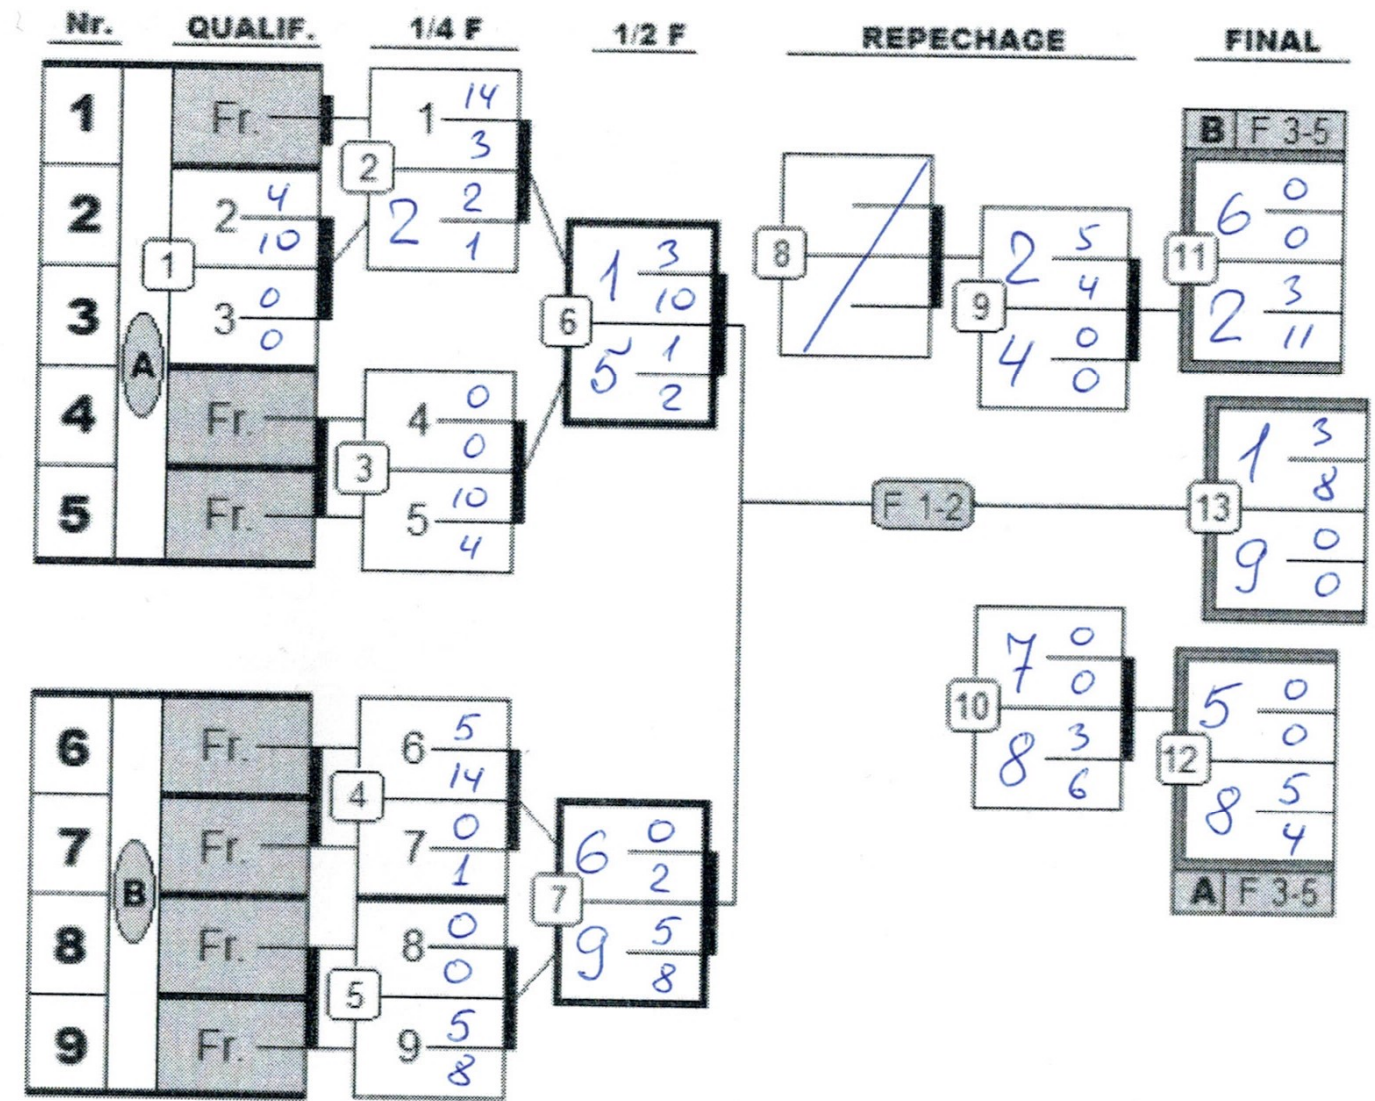 Nr. QUALIF. 1/4 F 1/2 F REPECHAGE FINAL
1 Fr. 1 14
3
2 2 4
10
2 2 2
1
3 3 0
0
1
A
4 Fr. 4 0
0
5 Fr. 5 10
4
3
6 1 3
10
5 1
2
8
9 2 5
4
4 0
0
B F 3-5
11 6 0
0
2 3
11
F 1-2
13 1 3
8
9 0
0
6 Fr. 6 5
14
7 Fr. 7 0
1
4
B
8 Fr. 8 0
0
9 Fr. 9 5
8
5
7 6 0
2
9 5
8
10 7 0
0
8 3
6
12 5 0
0
8 5
4
A F 3-5